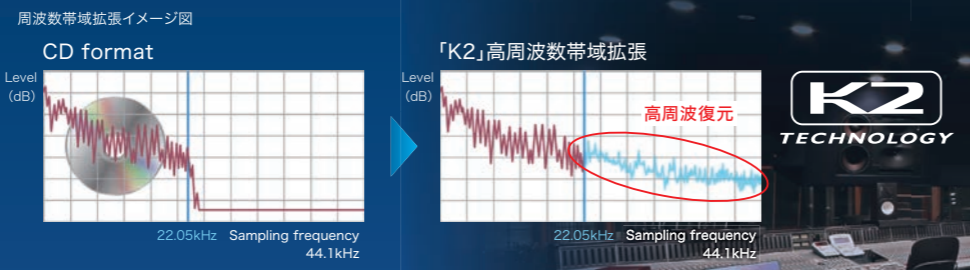 周波数帯域拡張イメージ図
CD format
Level
(dB)
22.05kHz Sampling frequency
44.1kHz
「K2」高周波数帯域拡張
Level
(dB)
高周波復元
22.05kHz Sampling frequency
44.1kHz
K2
TECHNOLOGY